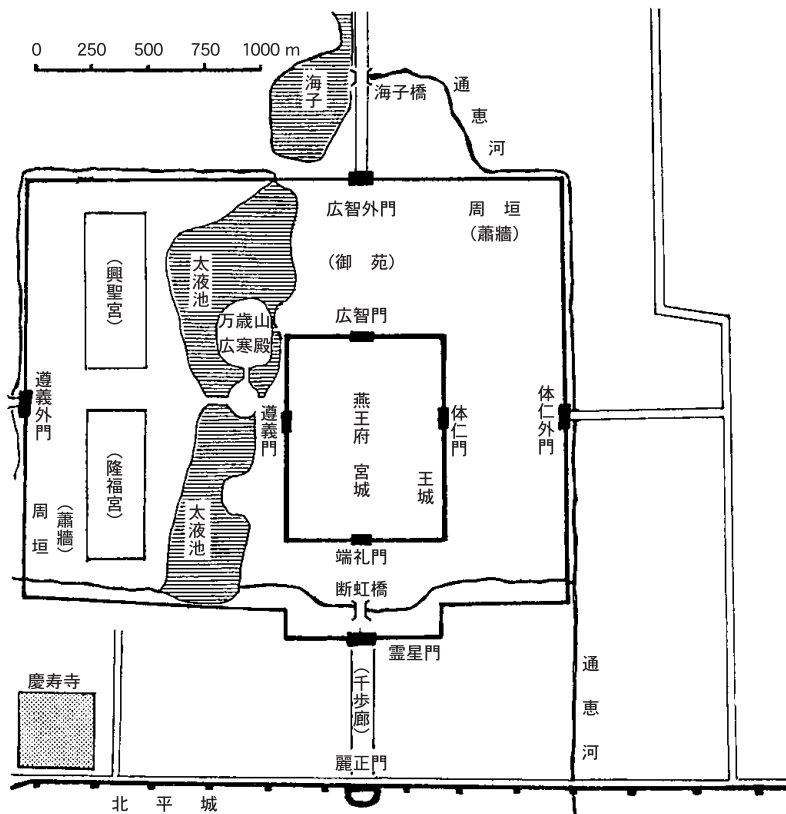 0 250 500 750 1000 m
海子
海子橋
通恵河
広智外門
周垣
(蕭牆)
(御苑)
太液池
(興聖宮)
万歳山
広寒殿
広智門
遵義外門
遵義門
燕王府 宮城
体仁門
体仁外門
王城
(隆福宮)
周垣
(蕭牆)
太液池
端礼門
断虹橋
霊星門
(千歩廊)
通恵河
慶寿寺
麗正門
北平城